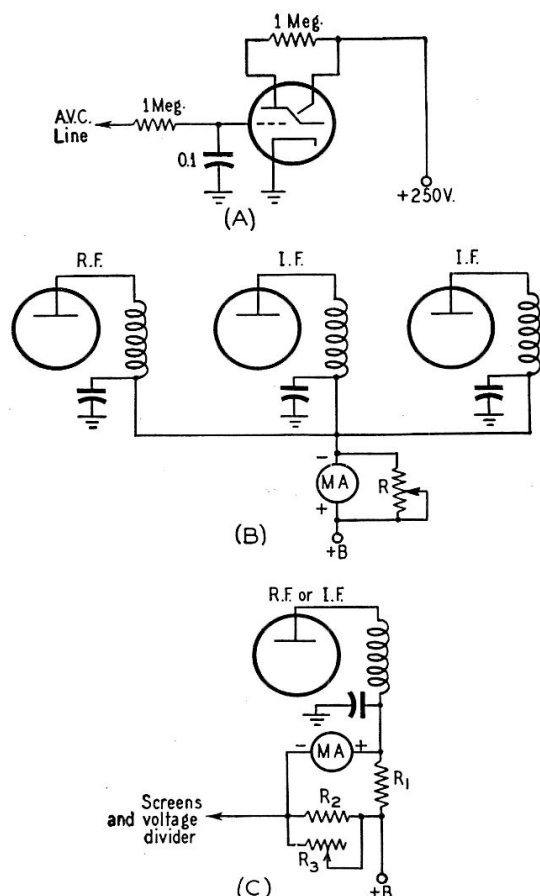 1 Meg.
1 Meg.
A.V.C.
Line
0.1
+250V.
(A)
R.F.
I.F.
I.F.
-
MA
R
+
+B
(B)
R.F. or I.F.
- MA +
R1
Screens
and voltage
divider
R2
R3
+B
(C)